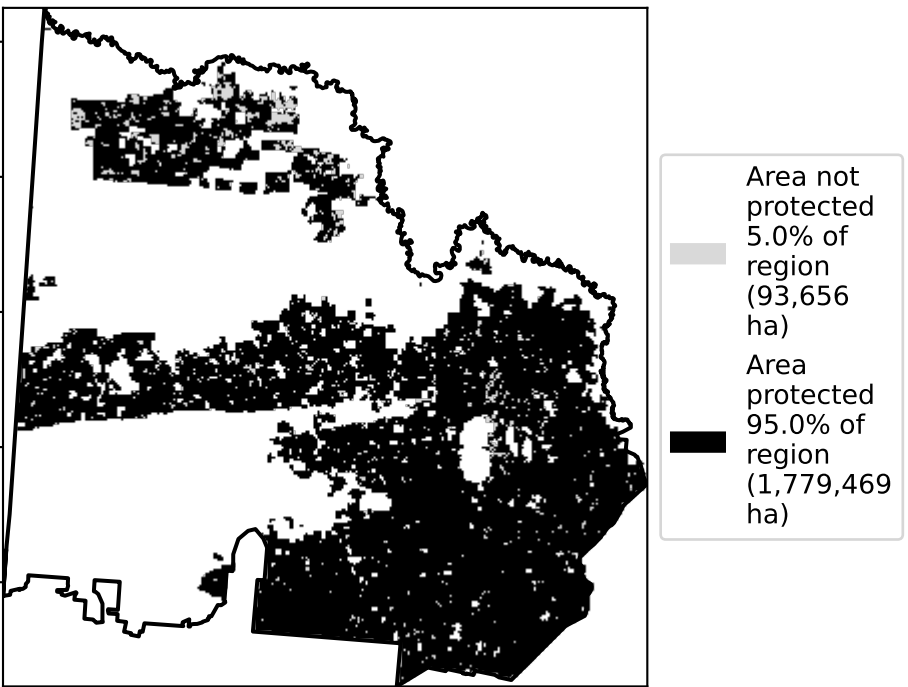 Area not
protected
5.0% of
region
(93,656
ha)
Area
protected
95.0% of
region
(1,779,469
ha)